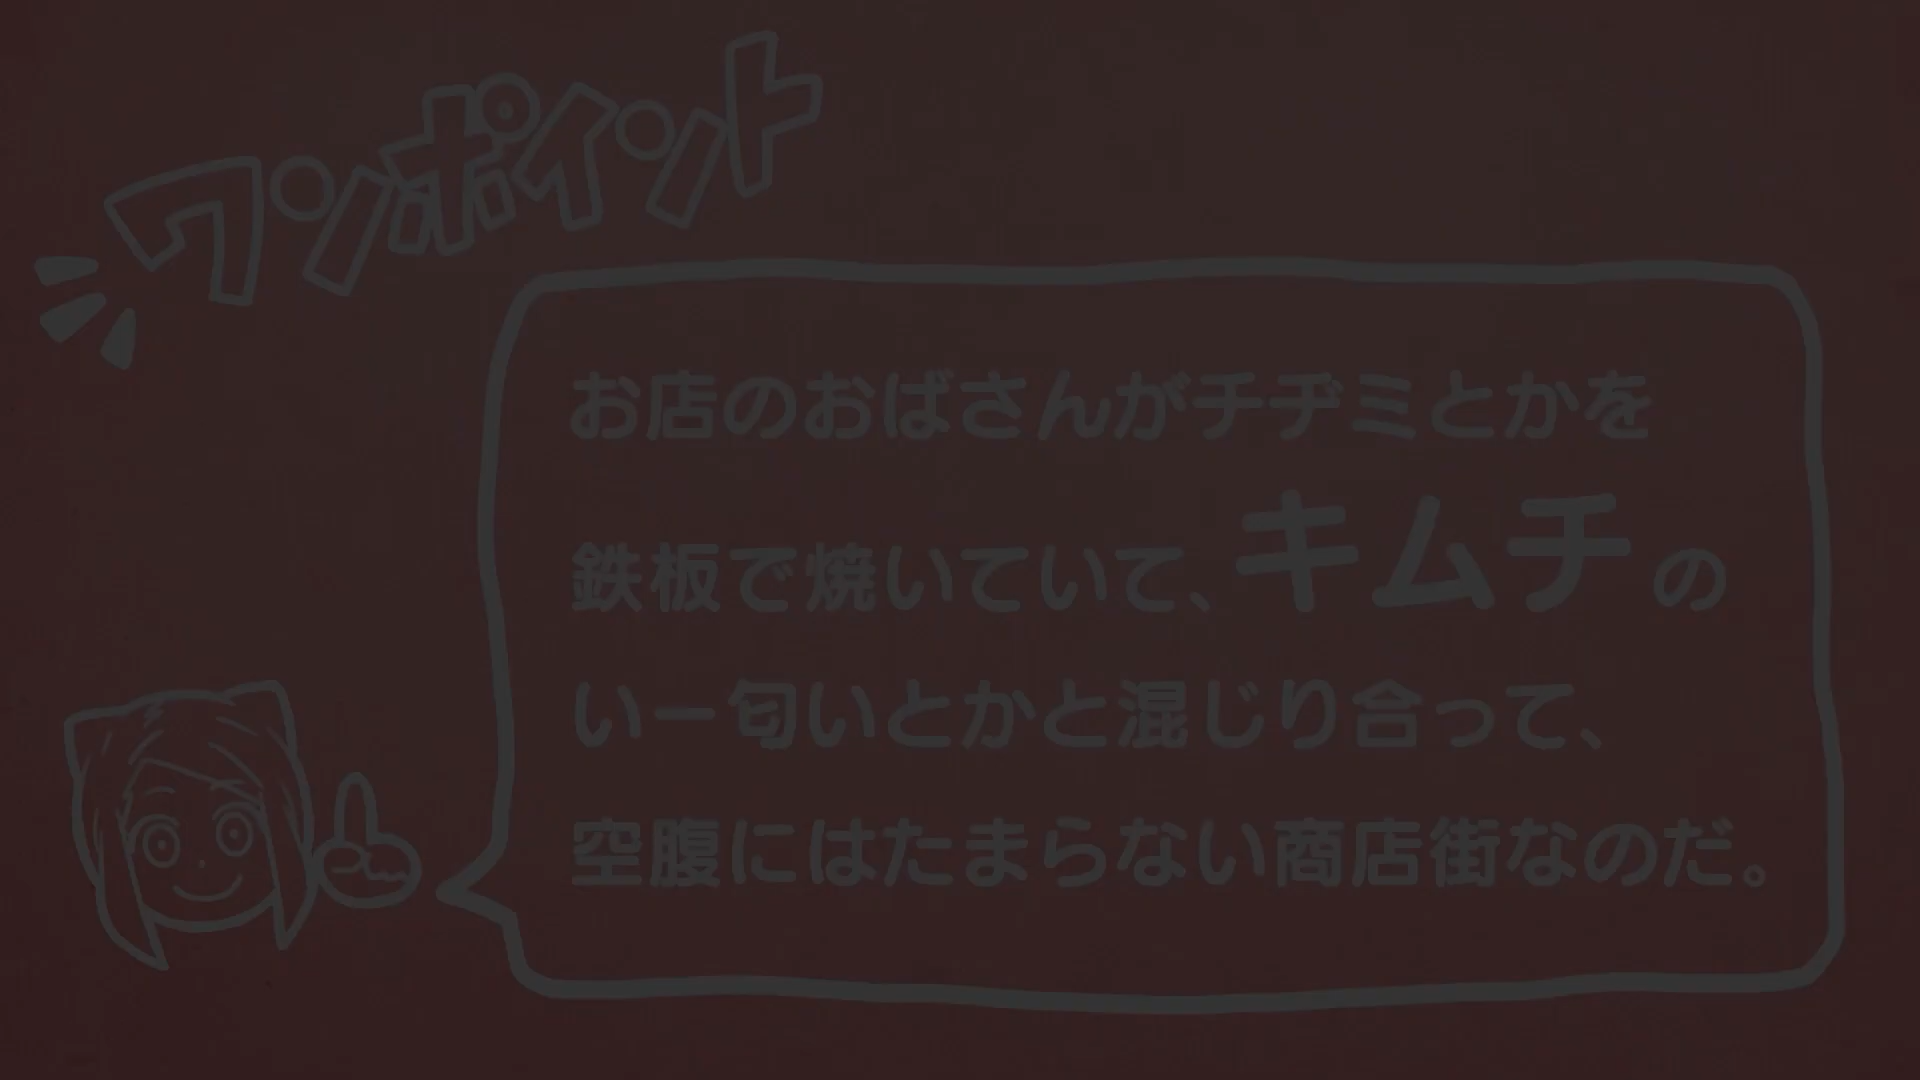 ワンポイント
お店のおばさんがチヂミとかを
鉄板で焼いていて、キムチの
いー匂いとかと混じり合って、
空腹にはたまらない商店街なのだ。